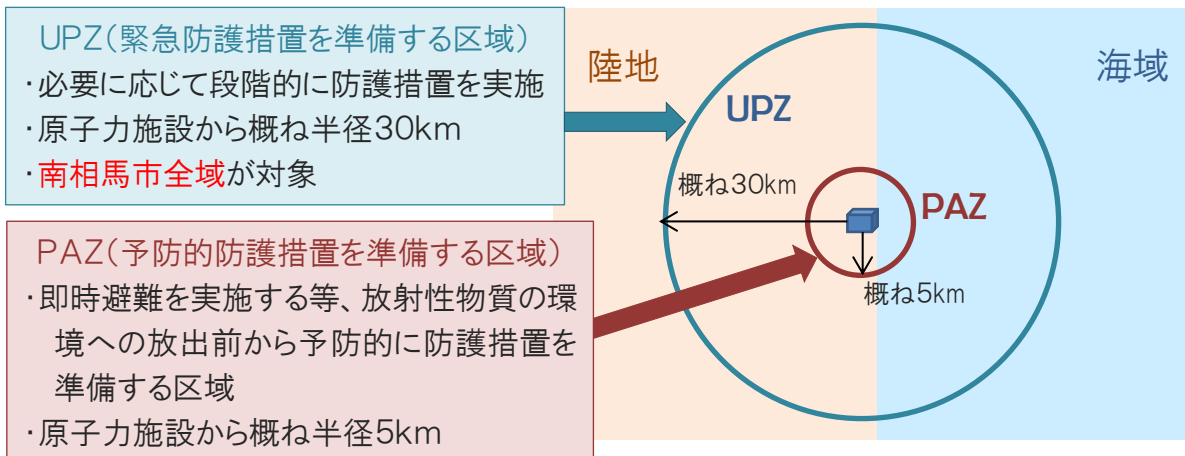 UPZ(緊急防護措置を準備する区域)
・必要に応じて段階的に防護措置を実施
・原子力施設から概ね半径30km
・南相馬市全域が対象
PAZ(予防的防護措置を準備する区域)
・即時避難を実施する等、放射性物質の環
境への放出前から予防的に防護措置を
準備する区域
・原子力施設から概ね半径5km
陸地
海域
UPZ
概ね30km
PAZ
概ね5km